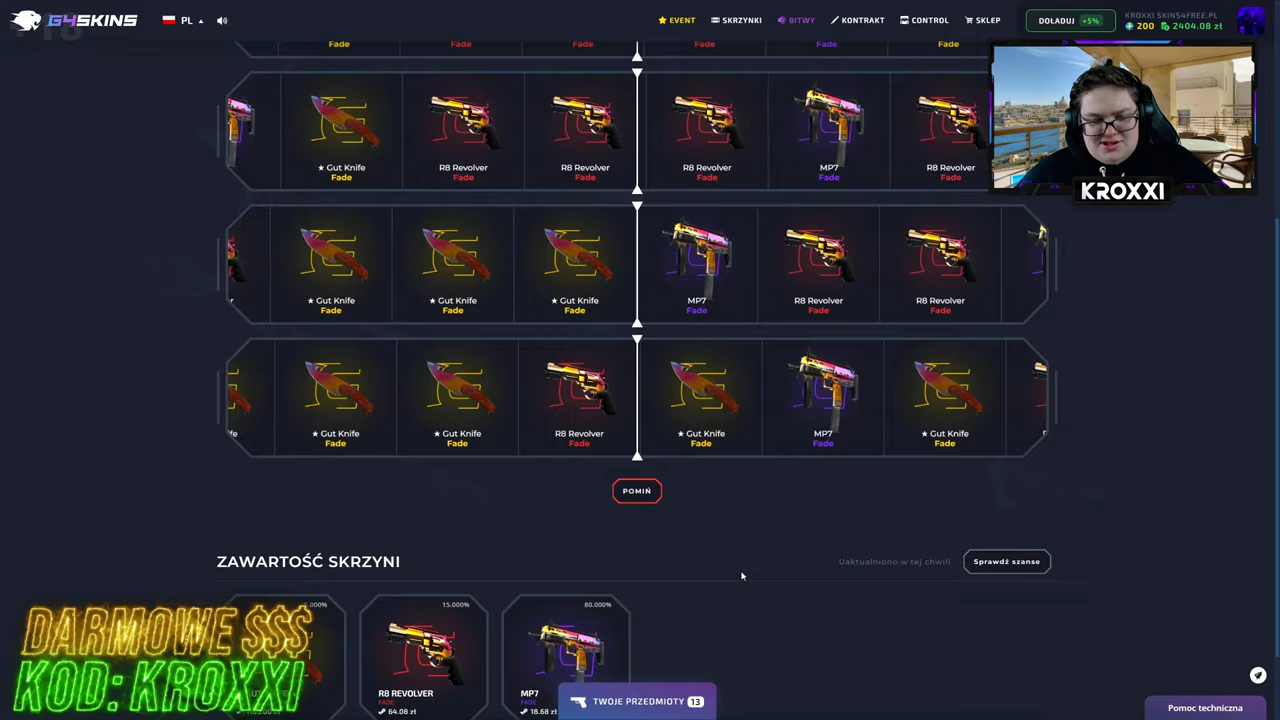 G4SKINS
PL
EVENT
SKRZYNKI
BITWY
KONTRAKT
CONTROL
SKLEP
DOŁADUJ +5%
KROXXI SKINS4FREE.PL
200 2404.08 zł
Fade Fade Fade Fade Fade Fade
★ Gut Knife R8 Revolver R8 Revolver R8 Revolver MP7 R8 Revolver
Fade Fade Fade Fade Fade Fade
KROXXI
★ Gut Knife ★ Gut Knife ★ Gut Knife MP7 R8 Revolver R8 Revolver
Fade Fade Fade Fade Fade Fade
★ Gut Knife ★ Gut Knife R8 Revolver ★ Gut Knife MP7 ★ Gut Knife
Fade Fade Fade Fade Fade Fade
POMIŃ
ZAWARTOŚĆ SKRZYNI
Uaktualniono w tej chwili
Sprawdź szanse
15.000% 80.000%
DARMOWE $$$
KOD: KROXXI
R8 REVOLVER MP7
FADE FADE
64.08 zł 18.68 zł
TWOJE PRZEDMIOTY 13
Pomoc techniczna